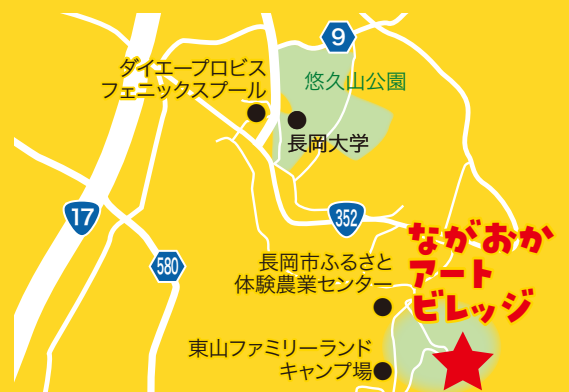 9
ダイエープロビス
フェニックスプール
悠久山公園
長岡大学
17
352
580
ながおか
アート
ビレッジ
長岡市ふるさと
体験農業センター
東山ファミリーランド
キャンプ場